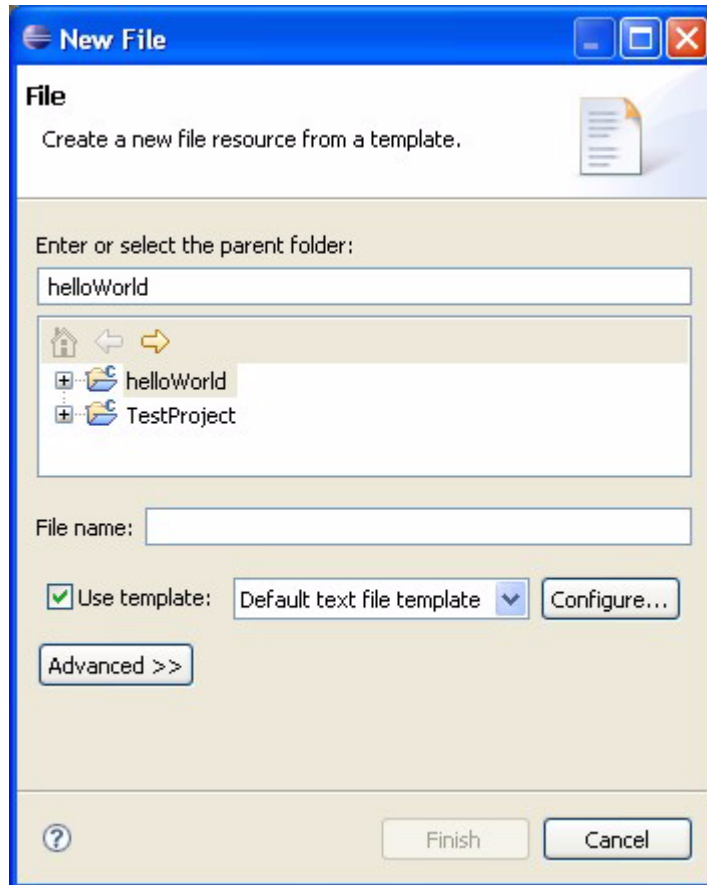 New File
File
Create a new file resource from a template.
Enter or select the parent folder:
helloWorld
helloWorld
TestProject
File name:
Use template: Default text file template Configure...
Advanced >>
Finish Cancel